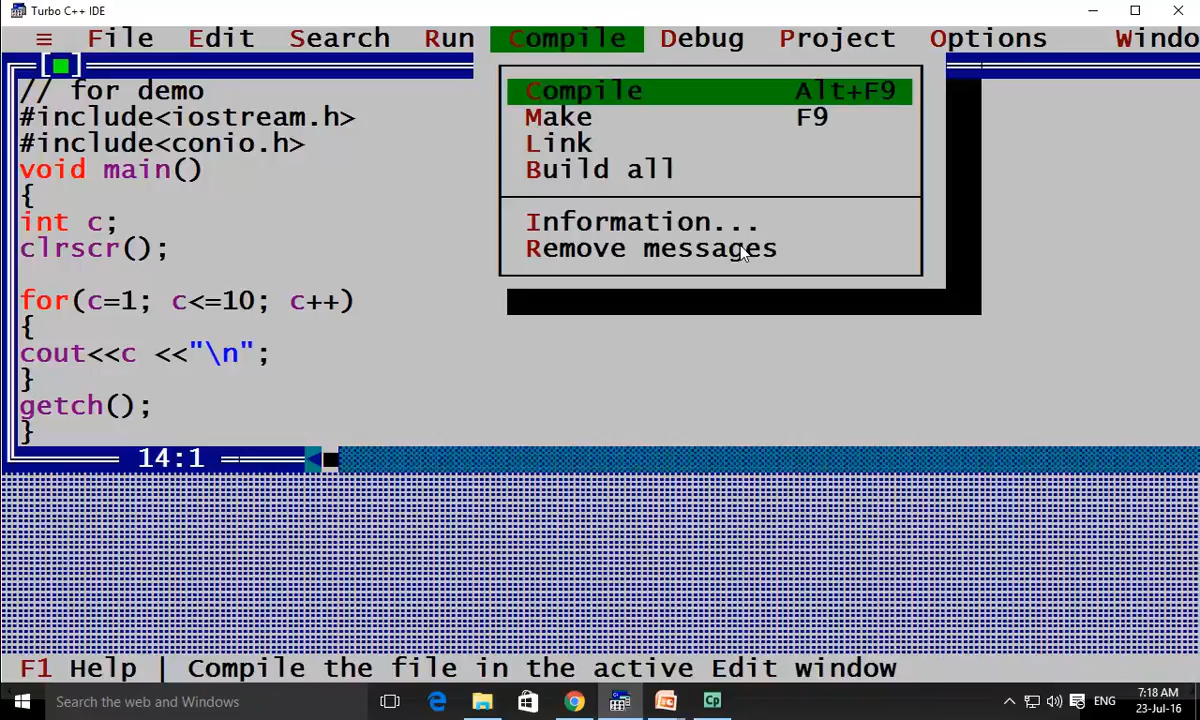 Turbo C++ IDE
≡ File Edit Search Run Compile Debug Project Options Windo
// for demo
#include<iostream.h>
#include<conio.h>
void main()
{
int c;
clrscr();
for(c=1; c<=10; c++)
{
cout<<c <<"\n";
}
getch();
}
14:1
Compile Alt+F9
Make F9
Link
Build all
Information...
Remove messages
F1 Help | Compile the file in the active Edit window
Search the web and Windows
Cp
ENG
7:18 AM
23-Jul-16